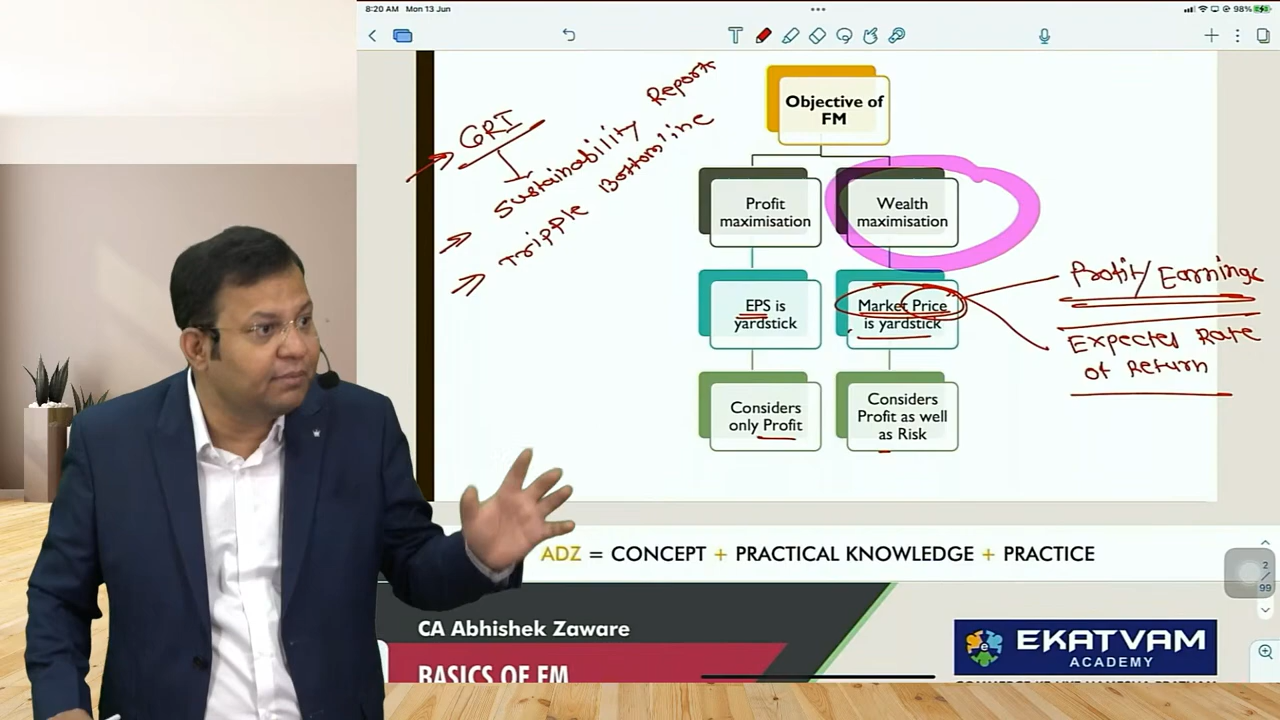 8:20 AM Mon 13 Jun
98%
GRI
Sustainability Report
Tripple Bottomline
Objective of
FM
Profit
maximisation
Wealth
maximisation
EPS is
yardstick
Market Price
is yardstick
Profit/Earnings
Expected Rate
of Return
Considers
only Profit
Considers
Profit as well
as Risk
ADZ = CONCEPT + PRACTICAL KNOWLEDGE + PRACTICE
2
/
99
CA Abhishek Zaware
BASICS OF FM
EKATVAM
ACADEMY